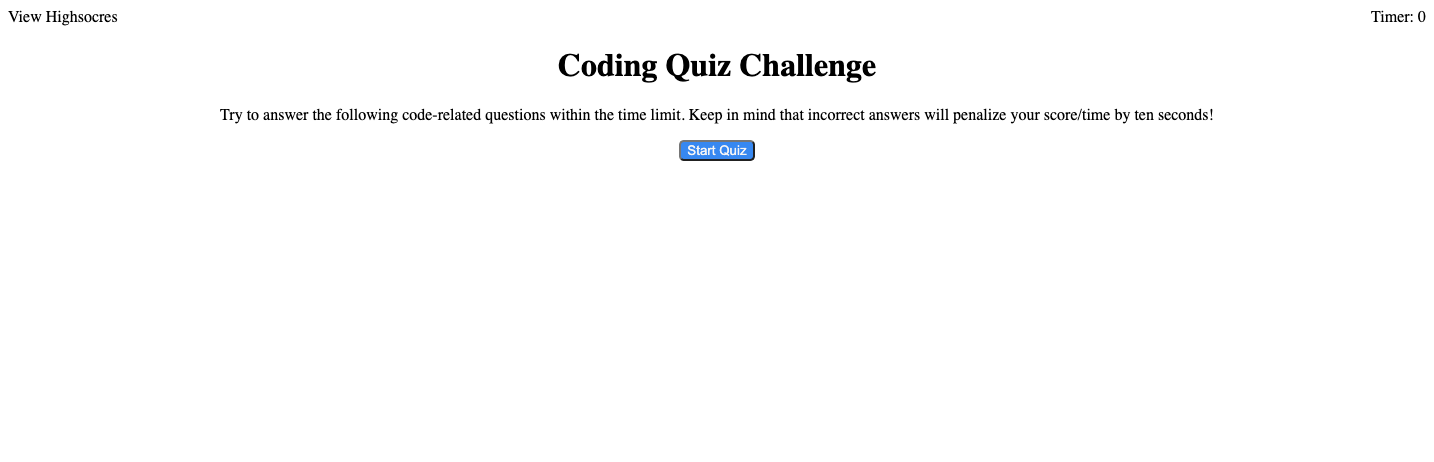 View Highsocres
Timer: 0
Coding Quiz Challenge
Try to answer the following code-related questions within the time limit. Keep in mind that incorrect answers will penalize your score/time by ten seconds!
Start Quiz